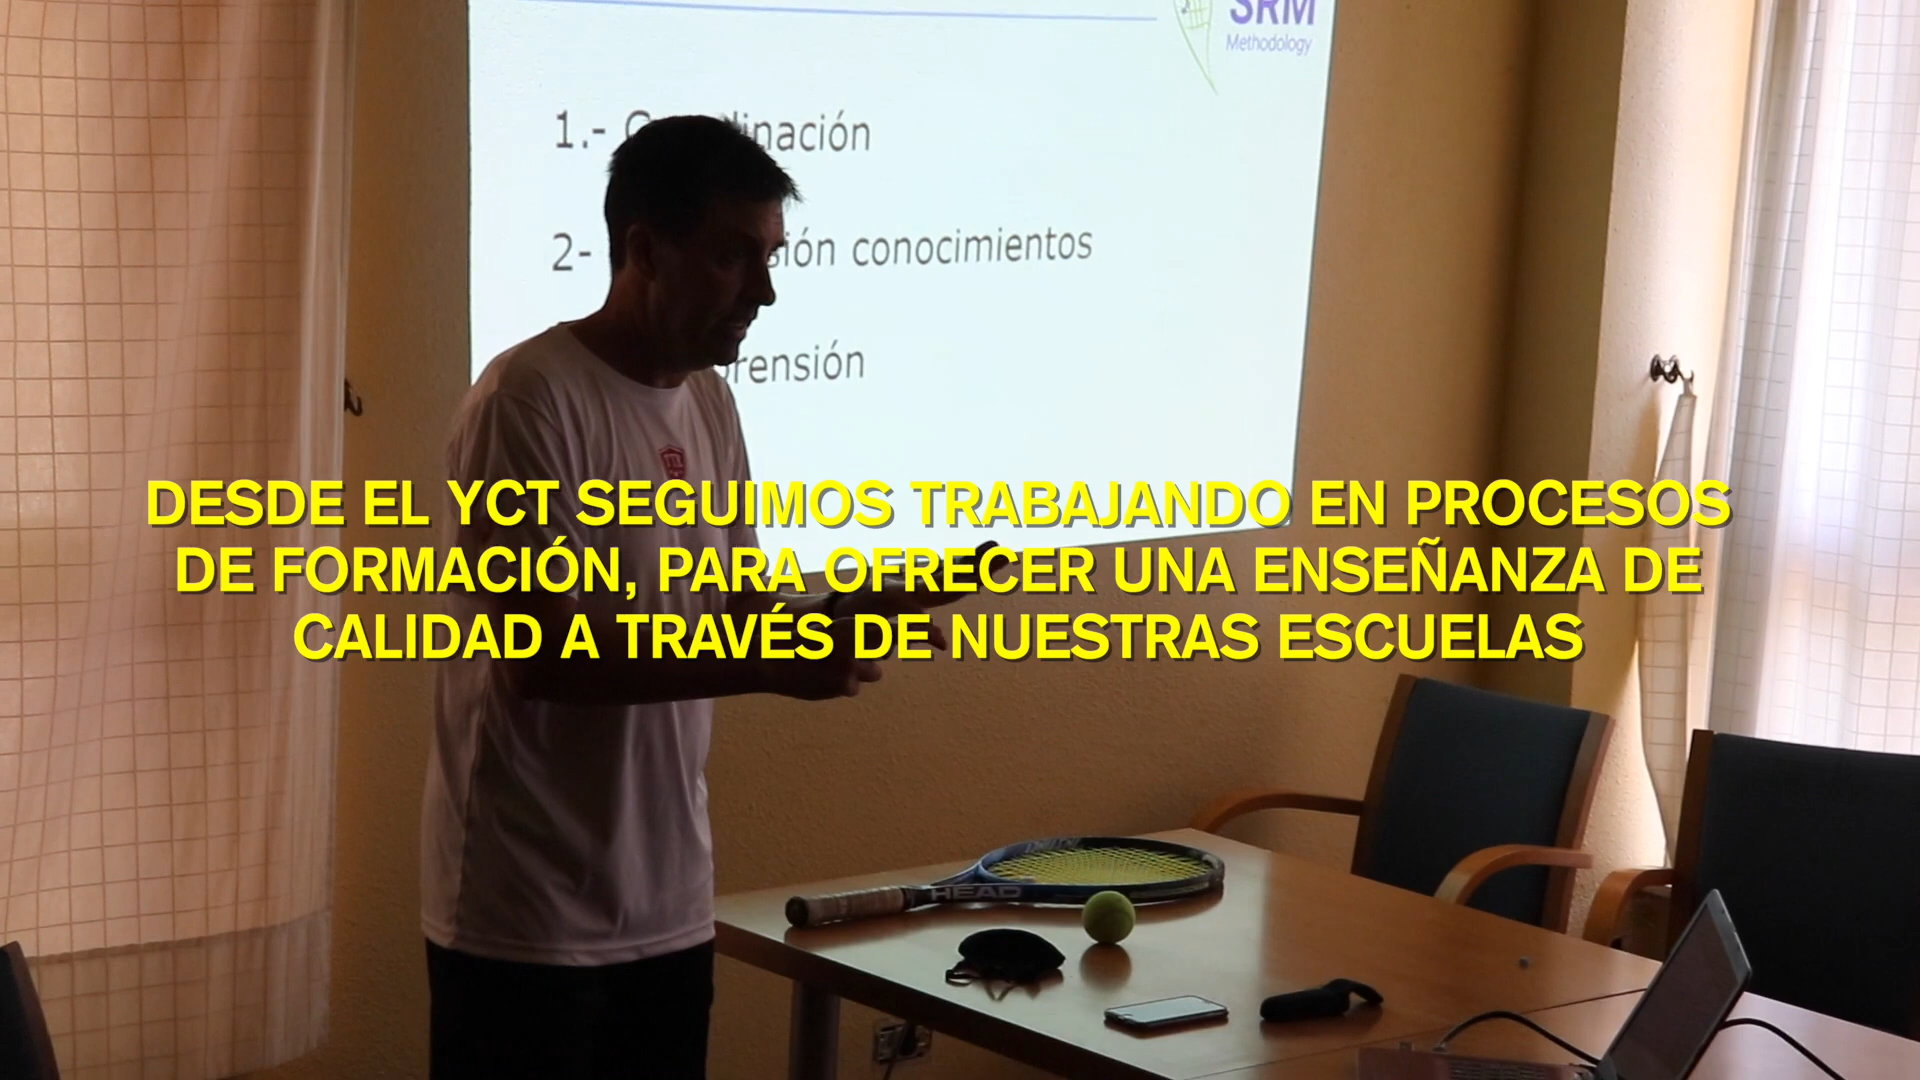 SRM
Methodology
1.- nación
2- sión conocimientos
rensión
DESDE EL YCT SEGUIMOS TRABAJANDO EN PROCESOS
DE FORMACIÓN, PARA OFRECER UNA ENSEÑANZA DE
CALIDAD A TRAVÉS DE NUESTRAS ESCUELAS
HEAD